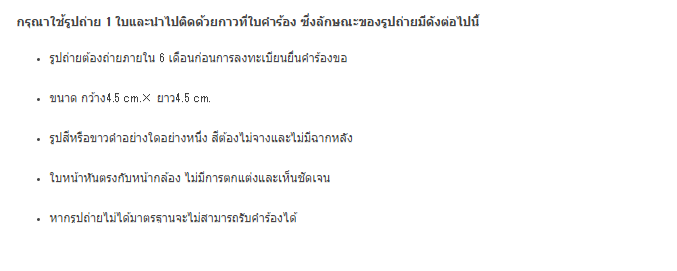 กรุณาใช้รูปถ่าย 1 ใบและนำไปติดด้วยกาวที่ใบคำร้อง ซึ่งลักษณะของรูปถ่ายมีดังต่อไปนี้
• รูปถ่ายต้องถ่ายภายใน 6 เดือนก่อนการลงทะเบียนยื่นคำร้องขอ
• ขนาด กว้าง4.5 cm.× ยาว4.5 cm.
• รูปสีหรือขาวดำอย่างใดอย่างหนึ่ง สีต้องไม่จางและไม่มีฉากหลัง
• ใบหน้าหันตรงกับหน้ากล้อง ไม่มีการตกแต่งและเห็นชัดเจน
• หากรูปถ่ายไม่ได้มาตรฐานจะไม่สามารถรับคำร้องได้